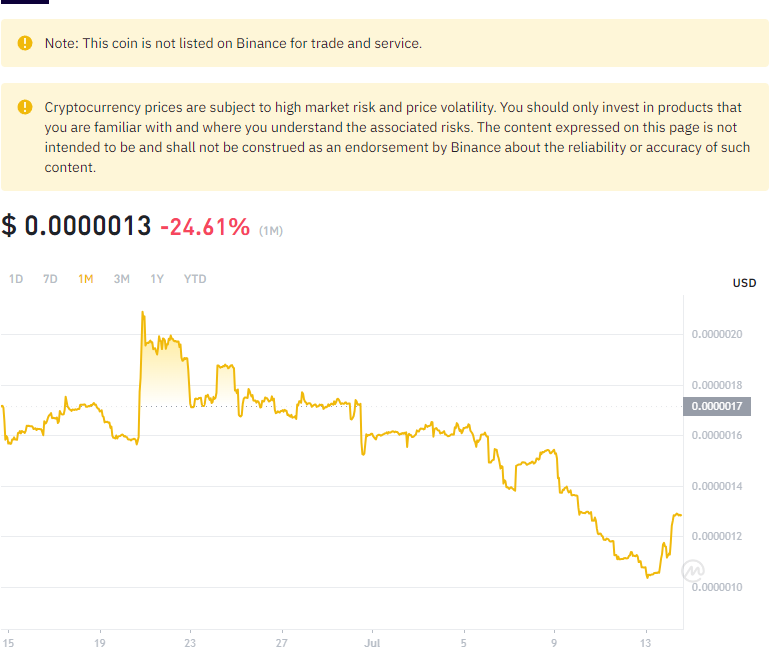 Note: This coin is not listed on Binance for trade and service.
Cryptocurrency prices are subject to high market risk and price volatility. You should only invest in products that
you are familiar with and where you understand the associated risks. The content expressed on this page is not
intended to be and shall not be construed as an endorsement by Binance about the reliability or accuracy of such
content.
$ 0.0000013 -24.61% (1M)
1D 7D 1M 3M 1Y YTD
USD
0.0000020
0.0000018
0.0000017
0.0000016
0.0000014
0.0000012
0.0000010
15 19 23 27 Jul 5 9 13